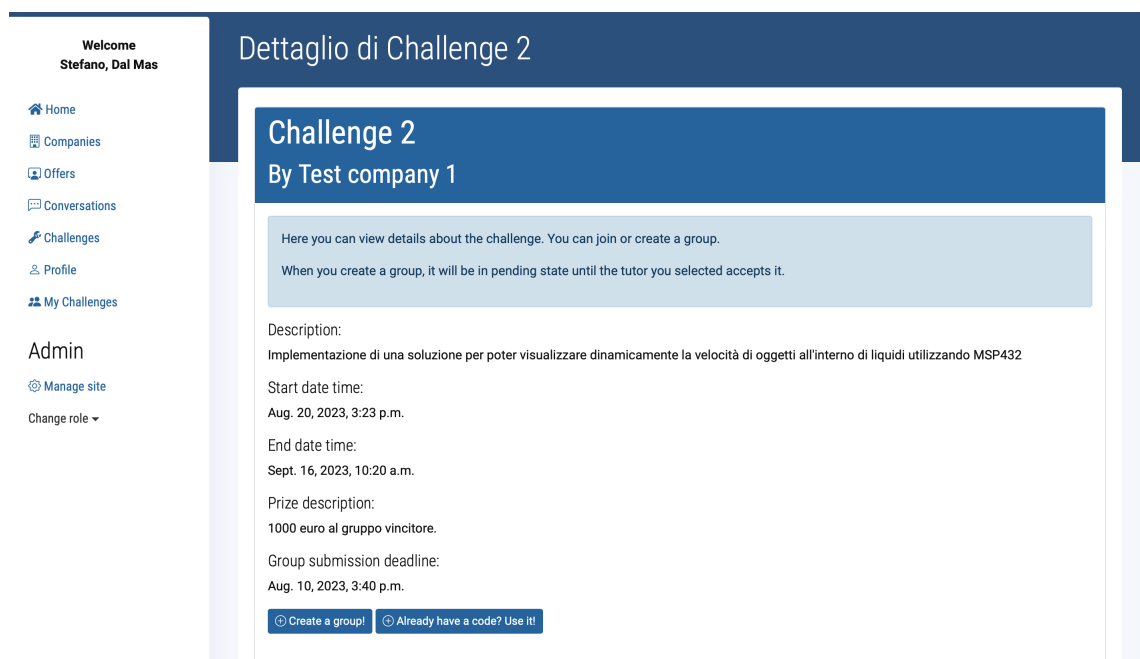 Welcome
Stefano, Dal Mas
Home
Companies
Offers
Conversations
Challenges
Profile
My Challenges
Admin
Manage site
Change role
Dettaglio di Challenge 2
Challenge 2
By Test company 1
Here you can view details about the challenge. You can join or create a group.
When you create a group, it will be in pending state until the tutor you selected accepts it.
Description:
Implementazione di una soluzione per poter visualizzare dinamicamente la velocità di oggetti all'interno di liquidi utilizzando MSP432
Start date time:
Aug. 20, 2023, 3:23 p.m.
End date time:
Sept. 16, 2023, 10:20 a.m.
Prize description:
1000 euro al gruppo vincitore.
Group submission deadline:
Aug. 10, 2023, 3:40 p.m.
Create a group! Already have a code? Use it!